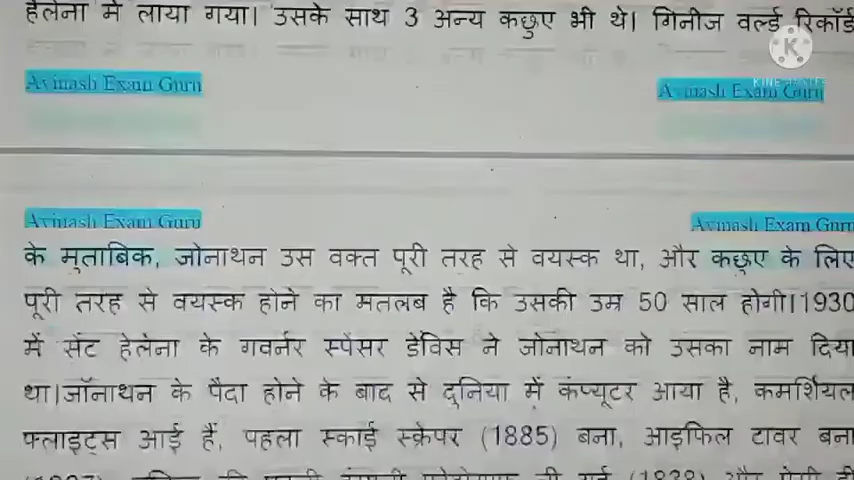 हेलेना में लाया गया। उसके साथ 3 अन्य कछुए भी थे। गिनीज वर्ल्ड रिकॉर्ड
KINEMASTER
Avinash Exam Guru Avinash Exam Guru
Avinash Exam Guru Avinash Exam Guru
के मुताबिक, जोनाथन उस वक्त पूरी तरह से वयस्क था, और कछुए के लिए
पूरी तरह से वयस्क होने का मतलब है कि उसकी उम्र 50 साल होगी।1930
में सेंट हेलेना के गवर्नर स्पेंसर डेविस ने जोनाथन को उसका नाम दिया
था।जॉनाथन के पैदा होने के बाद से दुनिया में कंप्यूटर आया है, कमर्शियल
फ्लाइट्स आई हैं, पहला स्काई स्क्रेपर (1885) बना, आइफिल टावर बना